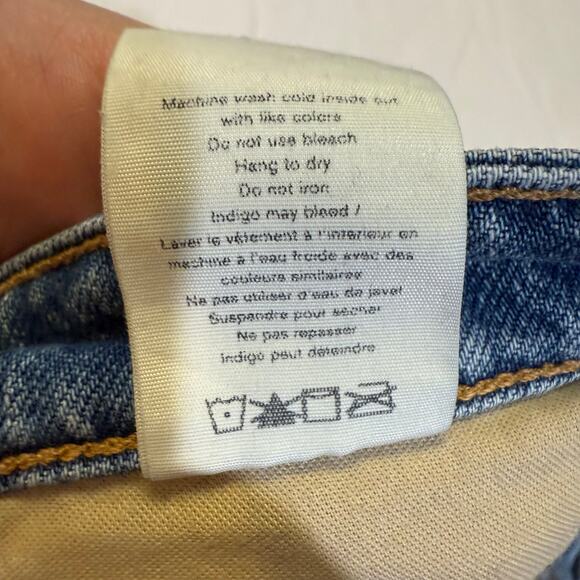 Machine wash cold inside out
with like colors
Do not use bleach
Hang to dry
Do not iron
Indigo may bleed /
Laver le vêtement à l'interieur en
machine à l'eau froide avec des
couleurs similaires
Ne pas utiliser d'eau de javel
Suspendre pour sécher
Ne pas repasser
Indigo peut déteindre